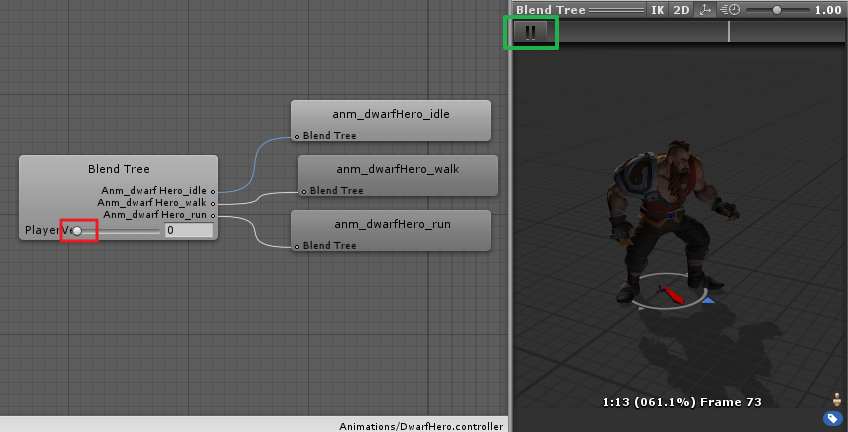 Blend Tree IK 2D 1.00
anm_dwarfHero_idle
Blend Tree
anm_dwarfHero_walk
Blend Tree
anm_dwarfHero_run
Blend Tree
Blend Tree
Anm_dwarf Hero_idle
Anm_dwarf Hero_walk
Anm_dwarf Hero_run
PlayerVe 0
1:13 (061.1%) Frame 73
Animations/DwarfHero.controller